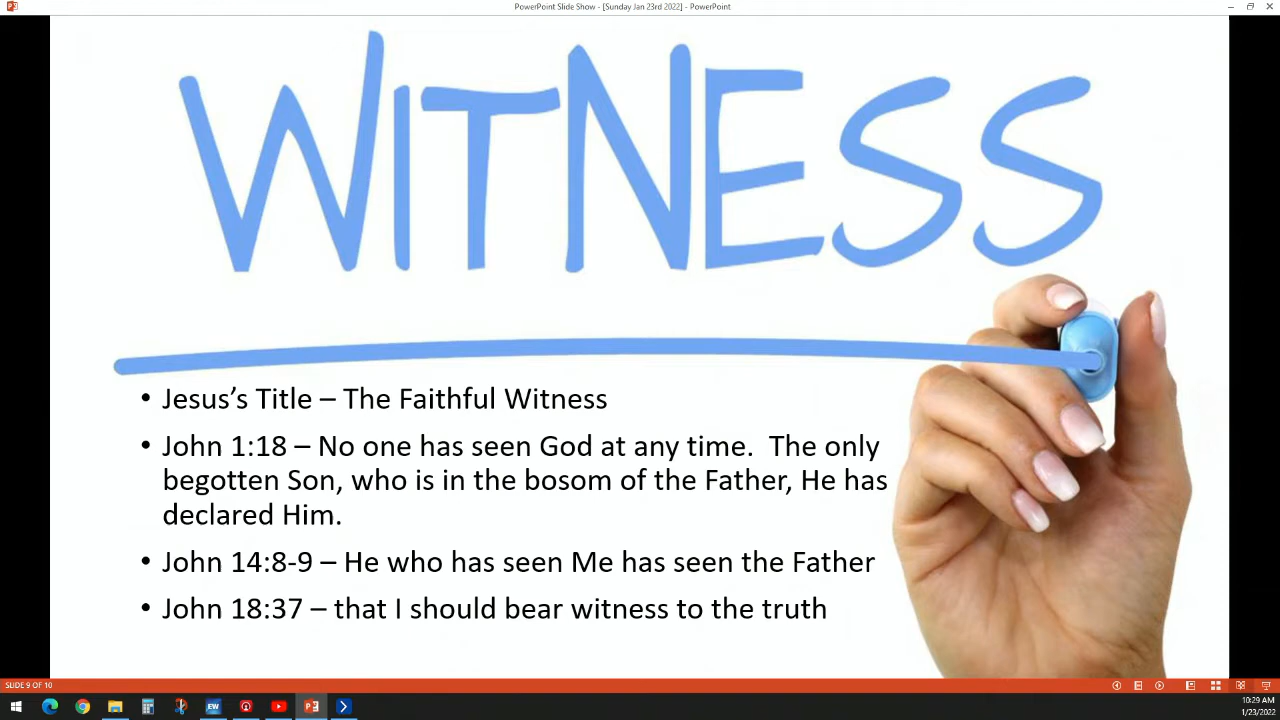 PowerPoint Slide Show - [Sunday Jan 23rd 2022] - PowerPoint
WITNESS
• Jesus’s Title – The Faithful Witness
• John 1:18 – No one has seen God at any time.  The only
begotten Son, who is in the bosom of the Father, He has
declared Him.
• John 14:8-9 – He who has seen Me has seen the Father
• John 18:37 – that I should bear witness to the truth
SLIDE 9 OF 10
EW
10:29 AM
1/23/2022